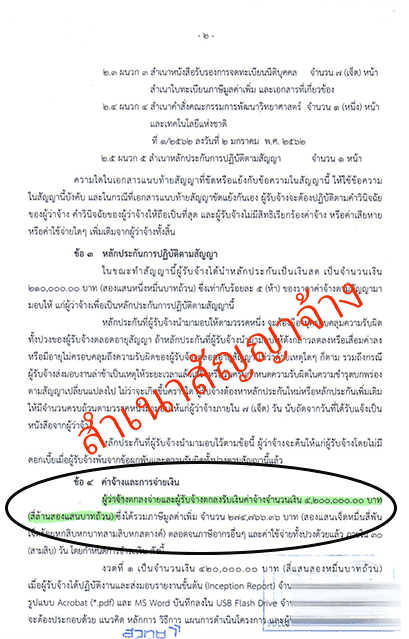 - ๒ -
๒.๓ ผนวก ๓ สำเนาหนังสือรับรองการจดทะเบียนนิติบุคคล จำนวน ๗ (เจ็ด) หน้า
สำเนาใบทะเบียนภาษีมูลค่าเพิ่ม และเอกสารที่เกี่ยวข้อง
๒.๔ ผนวก ๔ สำเนาคำสั่งคณะกรรมการพัฒนาวิทยาศาสตร์ จำนวน ๑ (หนึ่ง) หน้า
และเทคโนโลยีแห่งชาติ
ที่ ๑/๒๕๖๒ ลงวันที่ ๒ มกราคม พ.ศ. ๒๕๖๒
๒.๕ ผนวก ๕ สำเนาหลักประกันการปฏิบัติตามสัญญา จำนวน ๑ หน้า
ความใดในเอกสารแนบท้ายสัญญาที่ขัดหรือแย้งกับข้อความในสัญญานี้ ให้ใช้ข้อความ
ในสัญญานี้บังคับ และในกรณีที่เอกสารแนบท้ายสัญญาขัดแย้งกันเอง ผู้รับจ้างจะต้องปฏิบัติตามคำวินิจฉัย
ของผู้ว่าจ้าง คำวินิจฉัยของผู้ว่าจ้างให้ถือเป็นที่สุด และผู้รับจ้างไม่มีสิทธิเรียกร้องค่าจ้าง หรือค่าเสียหาย
หรือค่าใช้จ่ายใดๆ เพิ่มเติมจากผู้ว่าจ้างทั้งสิ้น
ข้อ ๓ หลักประกันการปฏิบัติตามสัญญา
ในขณะทำสัญญานี้ผู้รับจ้างได้นำหลักประกันเป็นเงินสด เป็นจำนวนเงิน
๒๑๐,๐๐๐.๐๐ บาท (สองแสนหนึ่งหมื่นบาทถ้วน) ซึ่งเท่ากับร้อยละ ๕ (ห้า) ของราคาค่าจ้างตามสัญญามา
มอบให้ แก่ผู้ว่าจ้างเพื่อเป็นหลักประกันการปฏิบัติตามสัญญานี้
หลักประกันที่ผู้รับจ้างนำมามอบให้ตามวรรคหนึ่ง จะต้อง ครอบคลุมความรับผิด
ทั้งปวงของผู้รับจ้างตลอดอายุสัญญา ถ้าหลักประกันที่ผู้รับจ้างนำมามอบให้ดังกล่าวลดลงหรือเสื่อมค่าลง
หรือมีอายุไม่ครอบคลุมถึงความรับผิดของผู้รับจ้างตลอดอายุสัญญา ไม่ว่าด้วยเหตุใดๆ ก็ตาม รวมถึงกรณี
ผู้รับจ้างส่งมอบงานล่าช้าเป็นเหตุให้ระยะเวลาแล้วเสร็จ กำหนดความรับผิดในความชำรุดบกพร่อง
ตามสัญญาเปลี่ยนแปลงไป ไม่ว่าจะเกิดขึ้นคราวใด ผู้รับจ้างต้องหาหลักประกันใหม่หรือหลักประกันเพิ่มเติม
ให้มีจำนวนครบถ้วนตามวรรคหนึ่งมามอบให้แก่ผู้ว่าจ้างภายใน ๗ (เจ็ด) วัน นับถัดจากวันที่ได้รับแจ้งเป็น
หนังสือจากผู้ว่าจ้าง
หลักประกันที่ผู้รับจ้างนำมามอบไว้ตามข้อนี้ ผู้ว่าจ้างจะคืนให้แก่ผู้รับจ้างโดยไม่มี
ดอกเบี้ยเมื่อผู้รับจ้างพ้นจากข้อผูกพันและความรับผิดทั้งปวงตามสัญญานี้แล้ว
สำเนาสัญญาจ้าง
ข้อ ๔ ค่าจ้างและการจ่ายเงิน
ผู้ว่าจ้างตกลงจ่ายและผู้รับจ้างตกลงรับเงินค่าจ้างจำนวนเงิน ๔,๒๐๐,๐๐๐.๐๐ บาท
(สี่ล้านสองแสนบาทถ้วน) ซึ่งได้รวมภาษีมูลค่าเพิ่ม จำนวน ๒๗๔,๗๖๖.๓๖ บาท (สองแสนเจ็ดหมื่นสี่พัน
เจ็ดร้อยหกสิบหกบาทสามสิบหกสตางค์) ตลอดจนภาษีอากรอื่นๆ และค่าใช้จ่ายทั้งปวงด้วยแล้ว ภายใน ๓๐
(สามสิบ) วัน โดยกำหนดการจ่ายเงิน ดังนี้
งวดที่ ๑ เป็นจำนวนเงิน ๔๒๐,๐๐๐.๐๐ บาท (สี่แสนสองหมื่นบาทถ้วน)
เมื่อผู้รับจ้างได้ปฏิบัติงานและส่งมอบรายงานขั้นต้น (Inception Report)
รูปแบบ Acrobat (*.pdf) และ MS Word บันทึกลงใน USB Flash Drive
จะต้องประกอบด้วย แนวคิด หลักการ วิธีการ แผนการดำเนินโครงการ